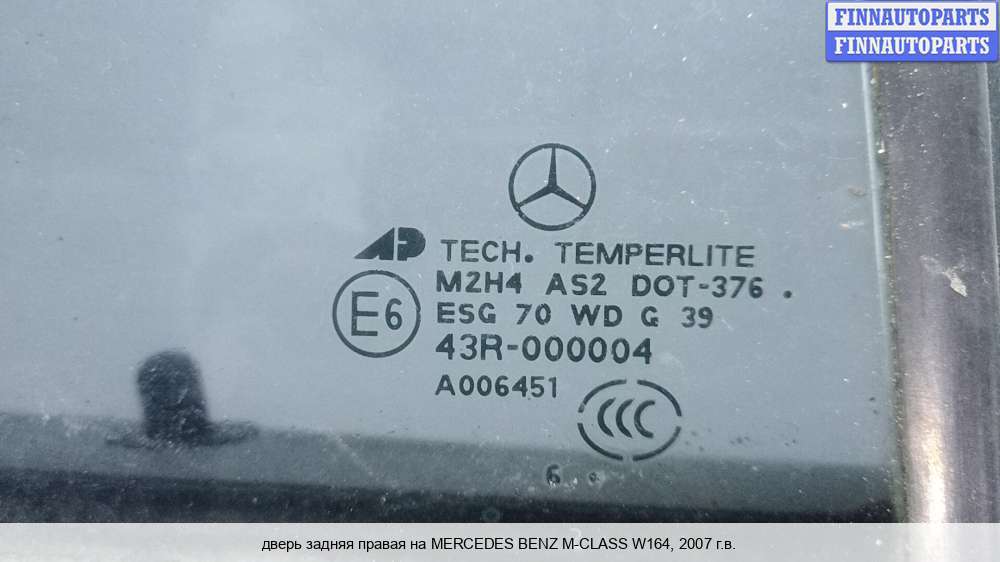 FINNAUTOPARTS
FINNAUTOPARTS
AP TECH. TEMPERLITE
M2H4 AS2 DOT-376 .
E6
ESG 70 WD G 39
43R-000004
A006451
CCC
6 .
дверь задняя правая на MERCEDES BENZ M-CLASS W164, 2007 г.в.